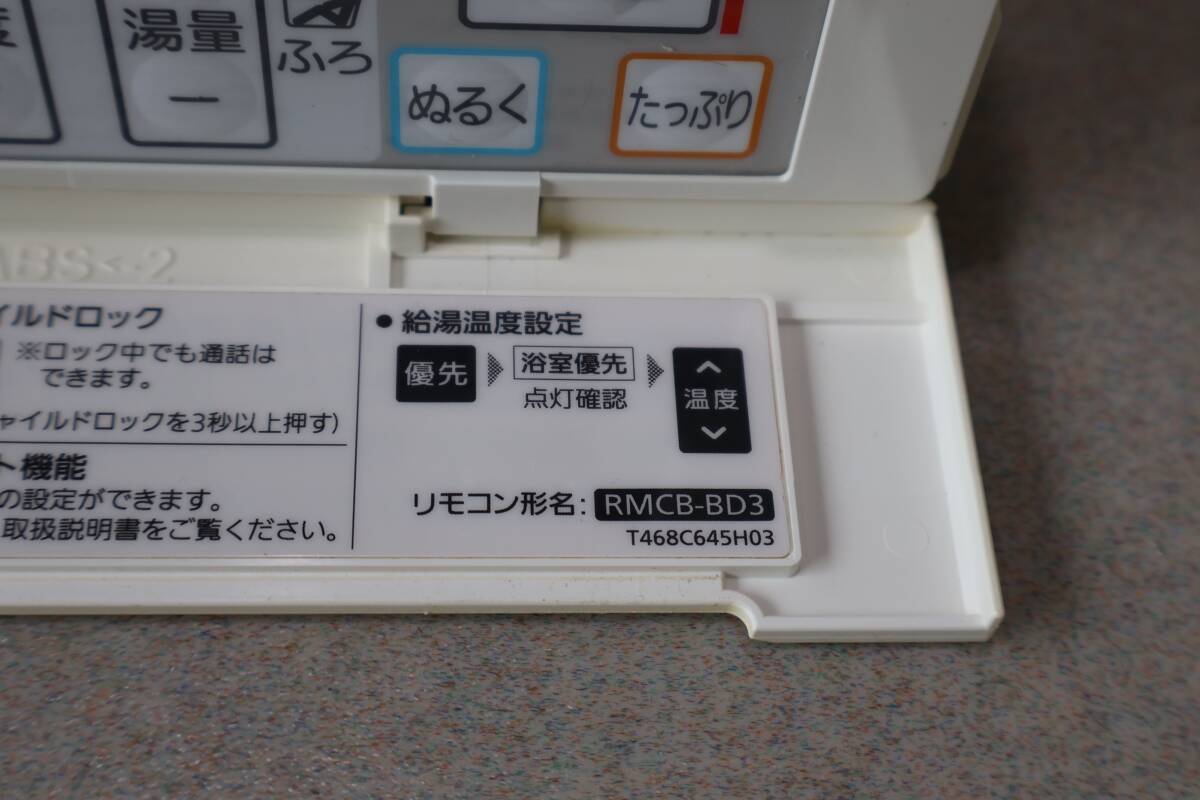 湯量
ー
ふろ
ぬるく
たっぷり
ABS<-2
イルドロック
※ロック中でも通話は
できます。
ャイルドロックを3秒以上押す)
ト機能
の設定ができます。
取扱説明書をご覧ください。
● 給湯温度設定
優先
浴室優先
点灯確認
温度
リモコン形名: RMCB-BD3
T468C645H03